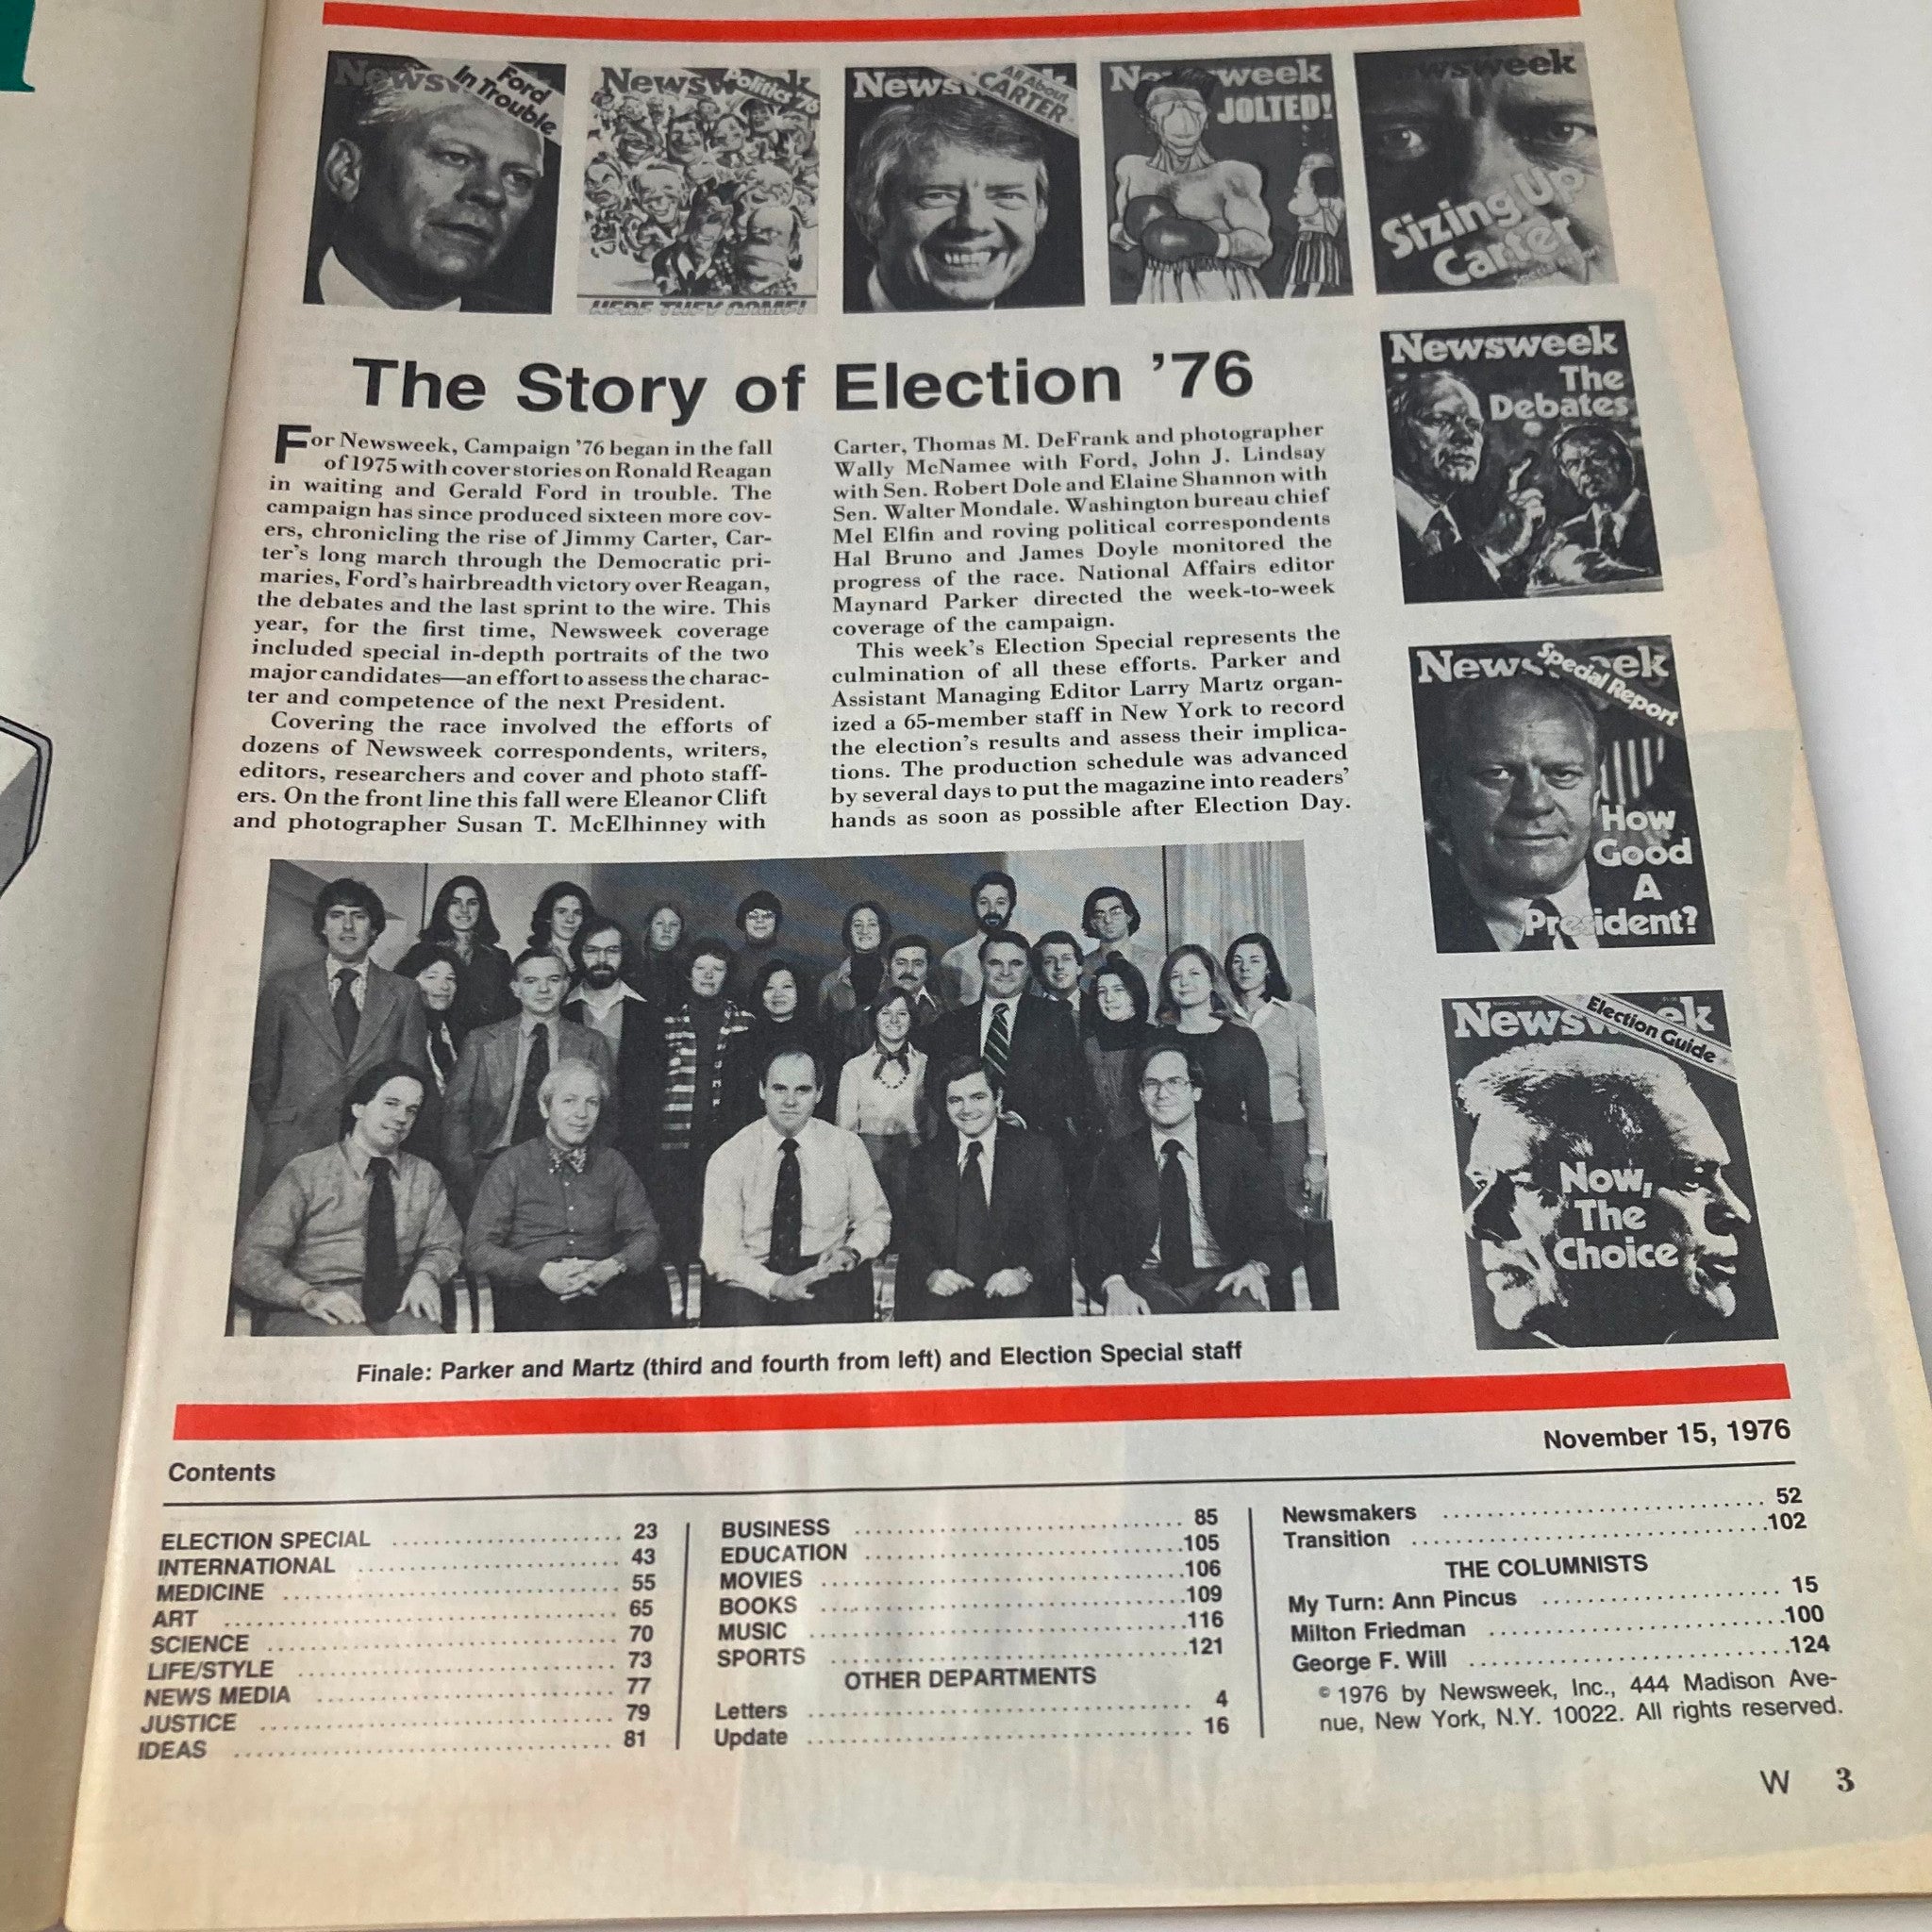 Newsweek
Ford
In Trouble
Newsweek
Politics '76
HERE THEY COME!
Newsweek
All About
CARTER
Newsweek
JOLTED!
Newsweek
Sizing Up
Carter
Newsweek
The
Debates
Newsweek
Special Report
How
Good
A
President?
Newsweek
Election Guide
Now,
The
Choice
The Story of Election ’76
For Newsweek, Campaign ’76 began in the fall
of 1975 with cover stories on Ronald Reagan
in waiting and Gerald Ford in trouble. The
campaign has since produced sixteen more cov-
ers, chronicling the rise of Jimmy Carter, Car-
ter’s long march through the Democratic pri-
maries, Ford’s hairbreadth victory over Reagan,
the debates and the last sprint to the wire. This
year, for the first time, Newsweek coverage
included special in-depth portraits of the two
major candidates—an effort to assess the charac-
ter and competence of the next President.
Covering the race involved the efforts of
dozens of Newsweek correspondents, writers,
editors, researchers and cover and photo staff-
ers. On the front line this fall were Eleanor Clift
and photographer Susan T. McElhinney with
Carter, Thomas M. DeFrank and photographer
Wally McNamee with Ford, John J. Lindsay
with Sen. Robert Dole and Elaine Shannon with
Sen. Walter Mondale. Washington bureau chief
Mel Elfin and roving political correspondents
Hal Bruno and James Doyle monitored the
progress of the race. National Affairs editor
Maynard Parker directed the week-to-week
coverage of the campaign.
This week’s Election Special represents the
culmination of all these efforts. Parker and
Assistant Managing Editor Larry Martz organ-
ized a 65-member staff in New York to record
the election’s results and assess their implica-
tions. The production schedule was advanced
by several days to put the magazine into readers’
hands as soon as possible after Election Day.
Finale: Parker and Martz (third and fourth from left) and Election Special staff
November 15, 1976
Contents
ELECTION SPECIAL 23
INTERNATIONAL 43
MEDICINE 55
ART 65
SCIENCE 70
LIFE/STYLE 73
NEWS MEDIA 77
JUSTICE 79
IDEAS 81
BUSINESS 85
EDUCATION 105
MOVIES 106
BOOKS 109
MUSIC 116
SPORTS 121
OTHER DEPARTMENTS
Letters 4
Update 16
Newsmakers 52
Transition 102
THE COLUMNISTS
My Turn: Ann Pincus 15
Milton Friedman 100
George F. Will 124
© 1976 by Newsweek, Inc., 444 Madison Ave-
nue, New York, N.Y. 10022. All rights reserved.
W 3